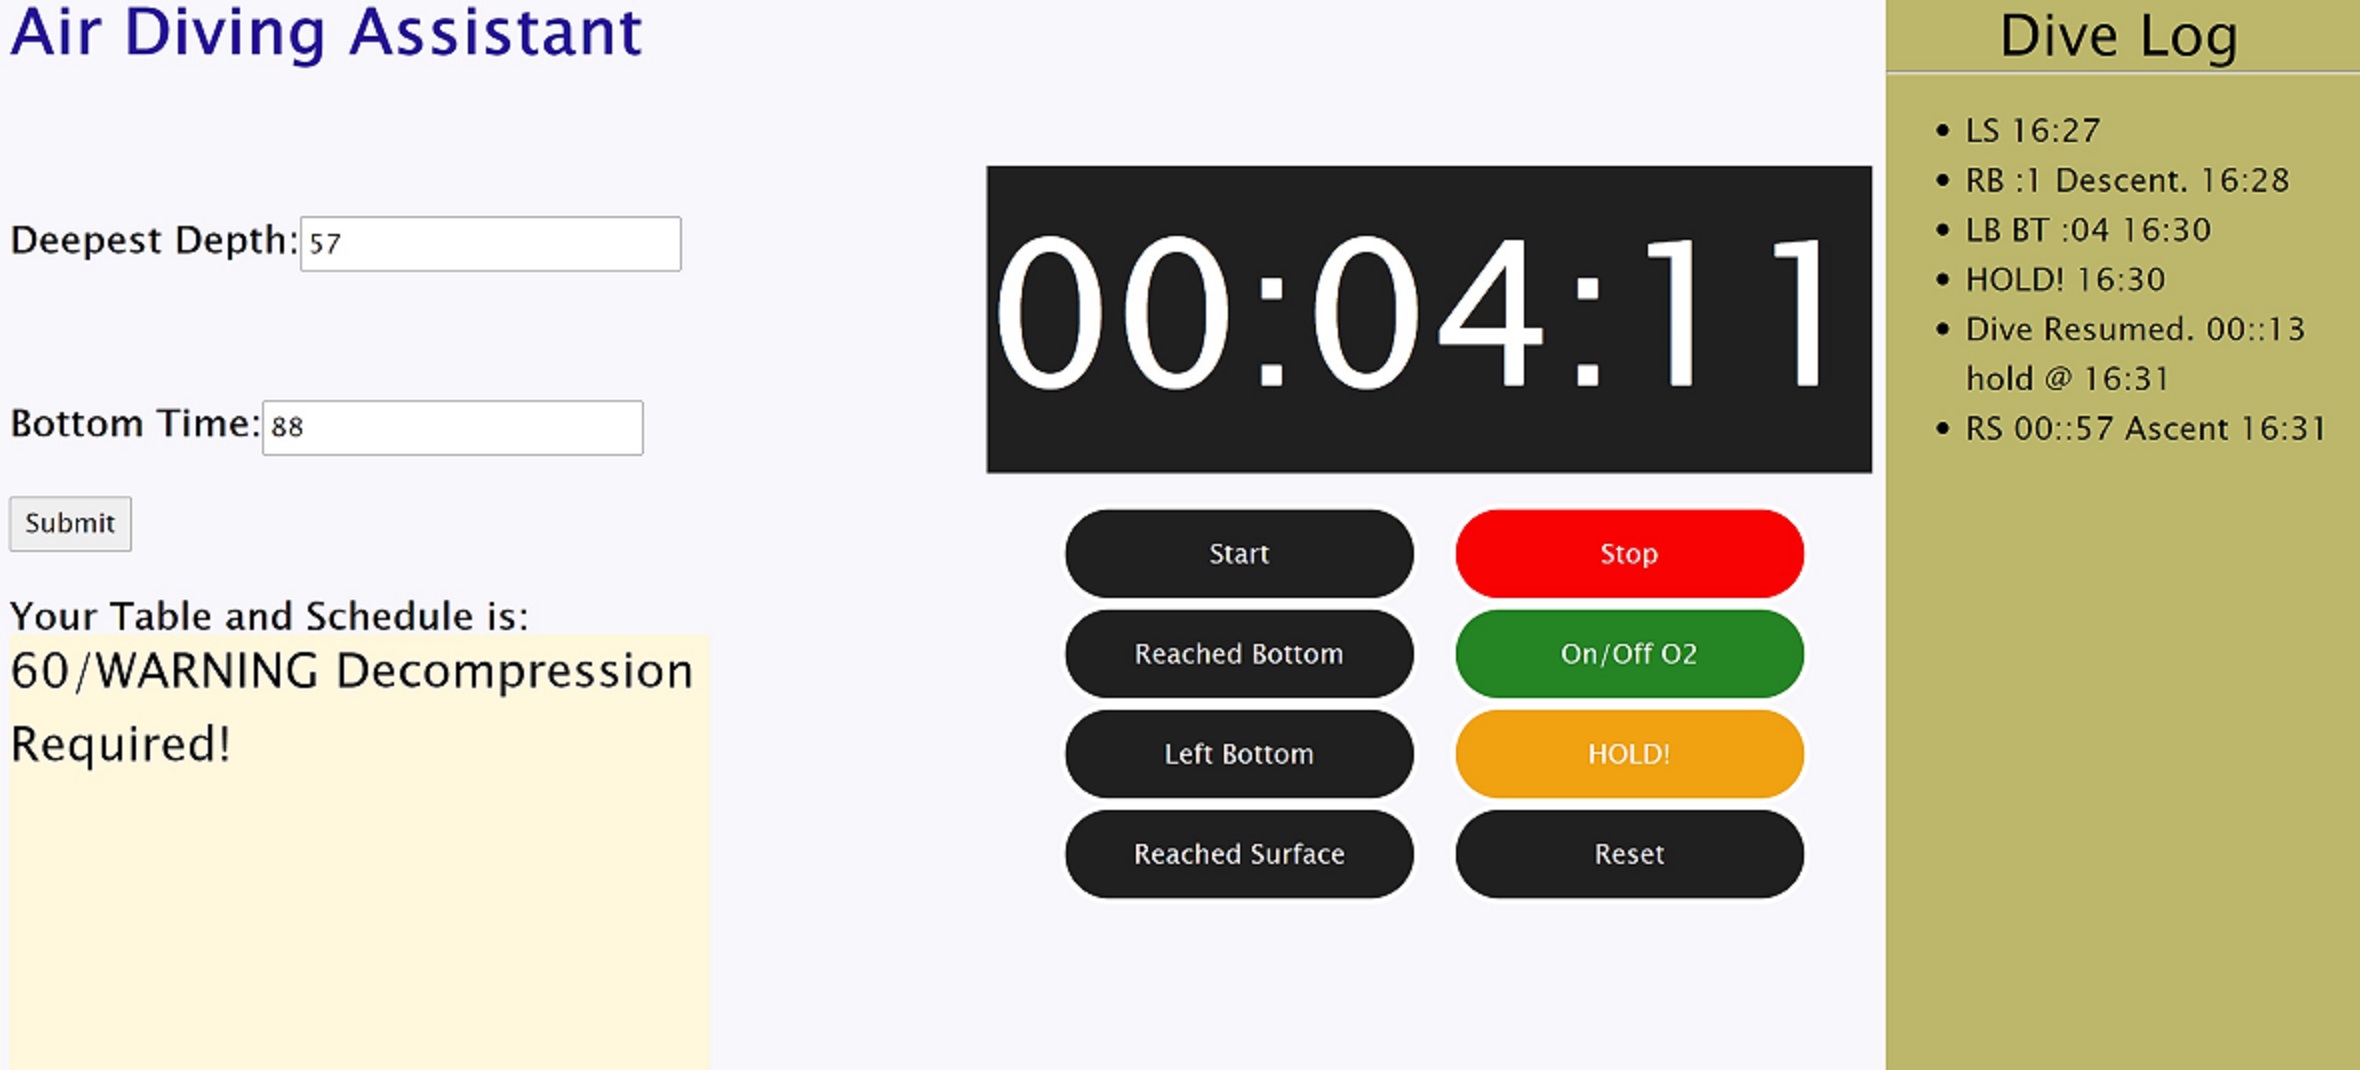 Air Diving Assistant
Deepest Depth:
57
Bottom Time:
88
Submit
Your Table and Schedule is:
60/WARNING Decompression
Required!
00:04:11
Start
Stop
Reached Bottom
On/Off O2
Left Bottom
HOLD!
Reached Surface
Reset
Dive Log
• LS 16:27
• RB :1 Descent. 16:28
• LB BT :04 16:30
• HOLD! 16:30
• Dive Resumed. 00::13
hold @ 16:31
• RS 00::57 Ascent 16:31